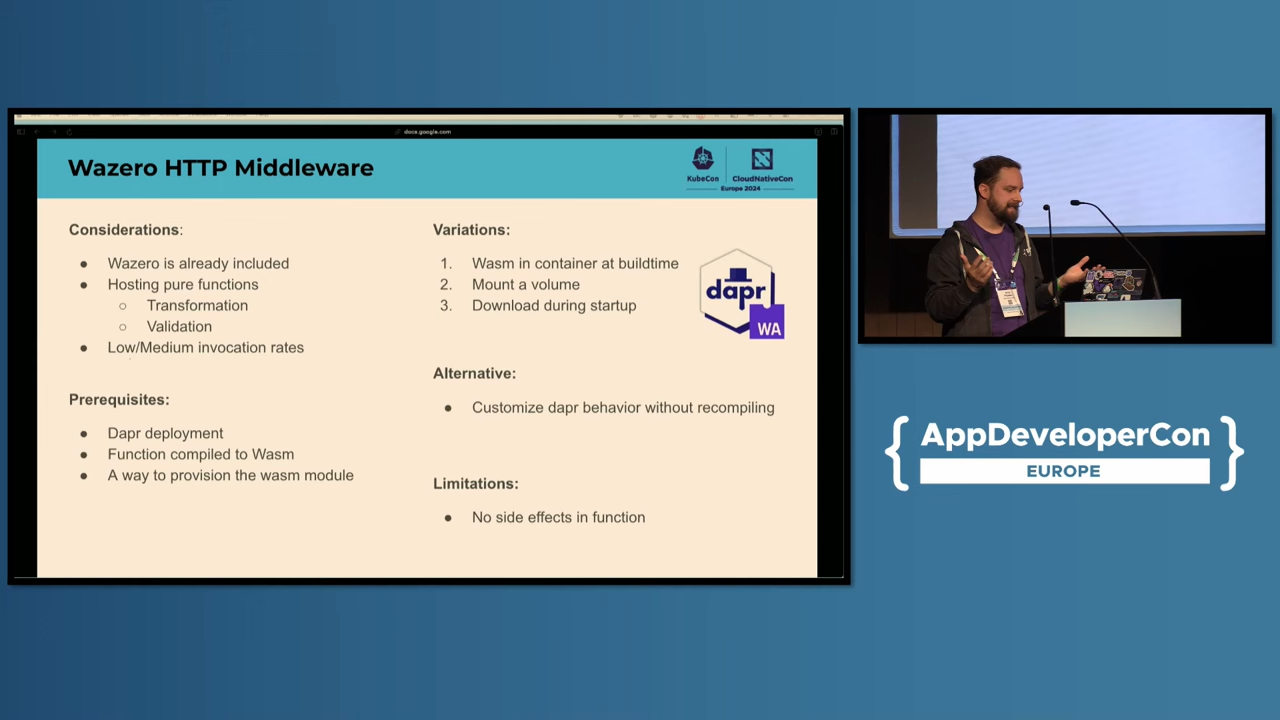 docs.google.com
Wazero HTTP Middleware
KubeCon
CloudNativeCon
Europe 2024
Considerations:
● Wazero is already included
● Hosting pure functions
○ Transformation
○ Validation
● Low/Medium invocation rates
Prerequisites:
● Dapr deployment
● Function compiled to Wasm
● A way to provision the wasm module
Variations:
1. Wasm in container at buildtime
2. Mount a volume
3. Download during startup
dapr
WA
Alternative:
● Customize dapr behavior without recompiling
Limitations:
● No side effects in function
{ AppDeveloperCon }
EUROPE